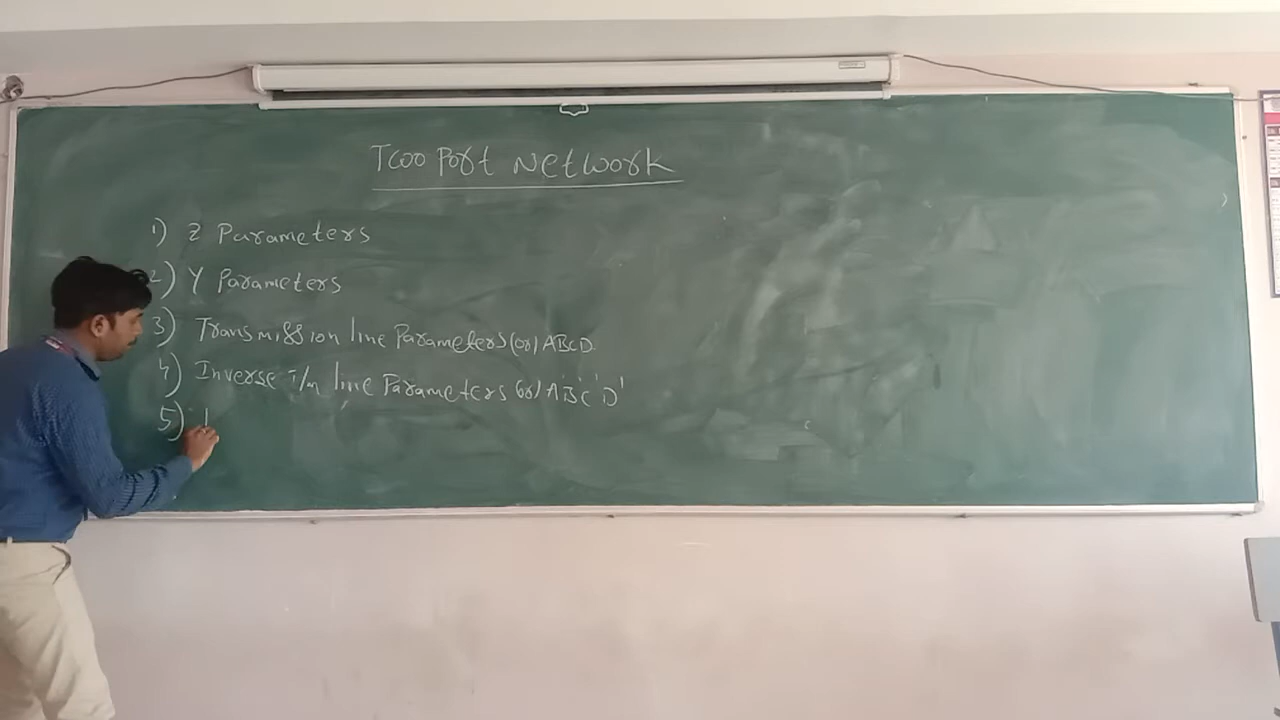 Two Port Network
1) Z Parameters
2) Y Parameters
3) Transmission line Parameters (or) ABCD
4) Inverse T/m line Parameters (or) A'B'C'D'
5)